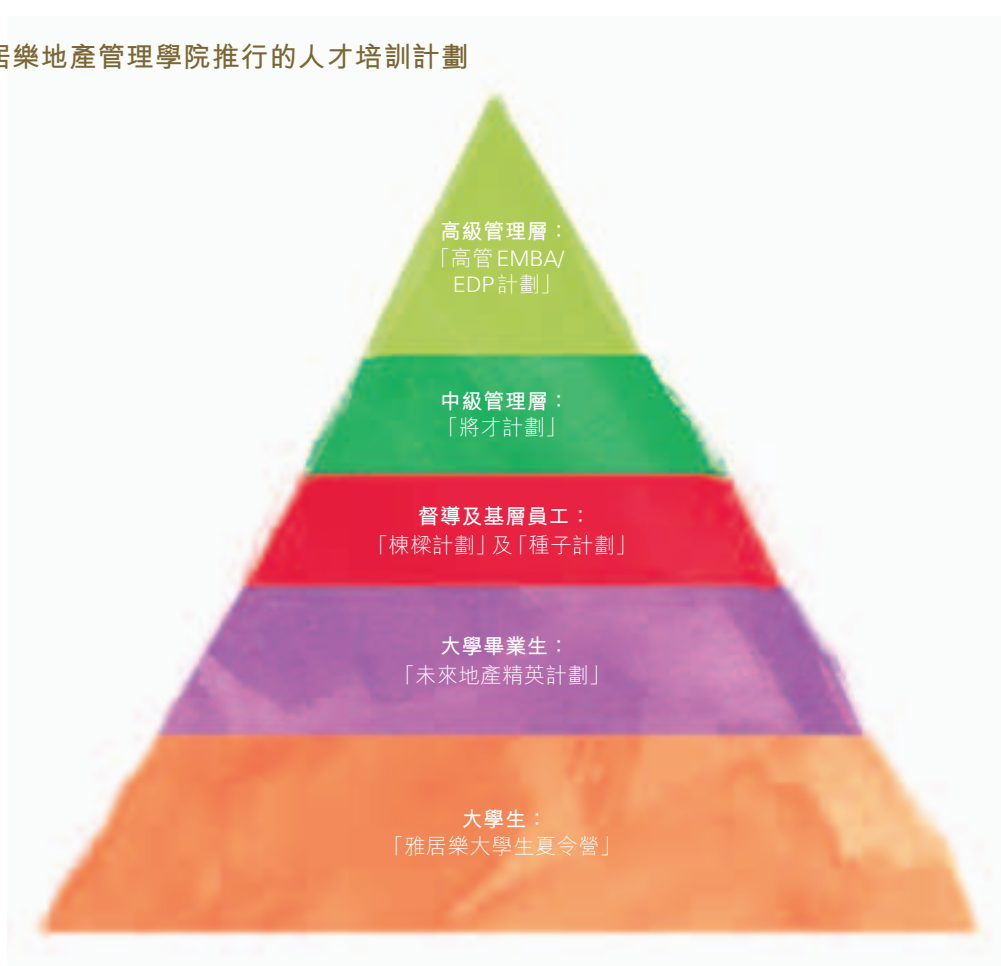 居樂地產管理學院推行的人才培訓計劃
高級管理層：
「高管EMBA/
EDP計劃」
中級管理層：
「將才計劃」
督導及基層員工：
「棟樑計劃」及「種子計劃」
大學畢業生：
「未來地產精英計劃」
大學生：
「雅居樂大學生夏令營」